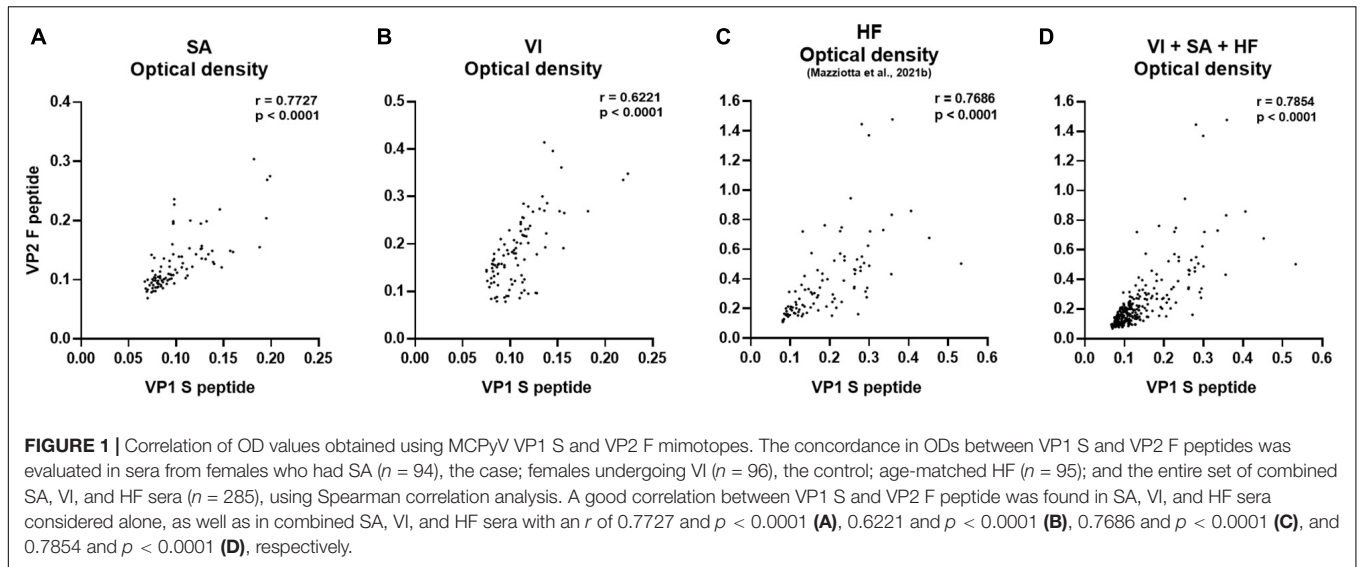 A
SA
Optical density
r = 0.7727
p < 0.0001
0.4
0.3
0.2
0.1
0.0
VP2 F peptide
0.00 0.05 0.10 0.15 0.20 0.25
VP1 S peptide
B
VI
Optical density
r = 0.6221
p < 0.0001
0.5
0.4
0.3
0.2
0.1
0.0
0.00 0.05 0.10 0.15 0.20 0.25
VP1 S peptide
C
HF
Optical density
(Mazziotta et al., 2021b)
r = 0.7686
p < 0.0001
1.6
1.4
1.2
1.0
0.8
0.6
0.4
0.2
0.0
0.0 0.1 0.2 0.3 0.4 0.5 0.6
VP1 S peptide
D
VI + SA + HF
Optical density
r = 0.7854
p < 0.0001
1.6
1.4
1.2
1.0
0.8
0.6
0.4
0.2
0.0
0.0 0.1 0.2 0.3 0.4 0.5 0.6
VP1 S peptide
FIGURE 1 | Correlation of OD values obtained using MCPyV VP1 S and VP2 F mimotopes. The concordance in ODs between VP1 S and VP2 F peptides was
evaluated in sera from females who had SA (n = 94), the case; females undergoing VI (n = 96), the control; age-matched HF (n = 95); and the entire set of combined
SA, VI, and HF sera (n = 285), using Spearman correlation analysis. A good correlation between VP1 S and VP2 F peptide was found in SA, VI, and HF sera
considered alone, as well as in combined SA, VI, and HF sera with an r of 0.7727 and p < 0.0001 (A), 0.6221 and p < 0.0001 (B), 0.7686 and p < 0.0001 (C), and
0.7854 and p < 0.0001 (D), respectively.